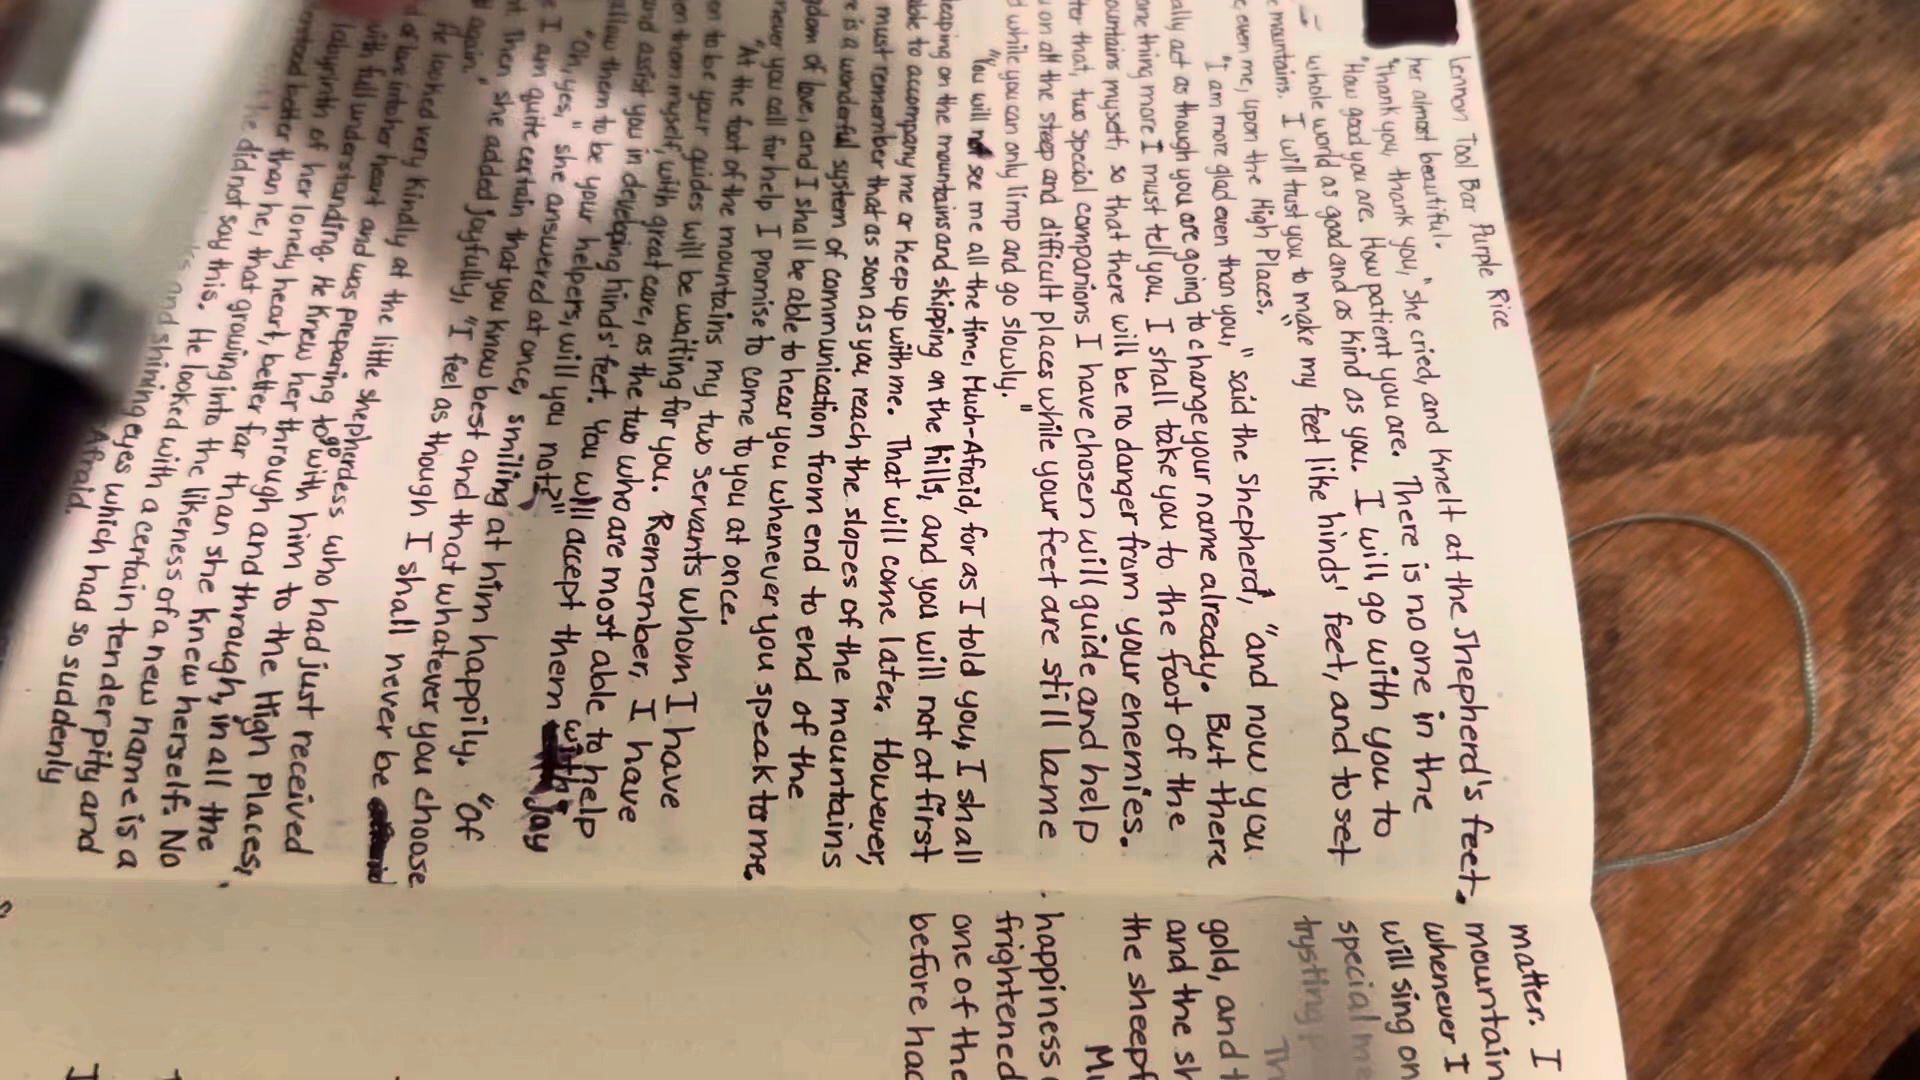 Lennon Tool Bar Purple Rice
her almost beautiful.
"Thank you, thank you," she cried, and knelt at the Shepherd's feet.
"How good you are. How patient you are. There is no one in the
whole world as good and as kind as you. I will go with you to
mountains. I will trust you to make my feet like hinds' feet, and to set
even me, upon the High Places."
"I am more glad even than you," said the Shepherd, "and now you
act as though you are going to change your name already. But there
one thing more I must tell you. I shall take you to the foot of the
myself, so that there will be no danger from your enemies.
that, two special companions I have chosen will guide and help
on all the steep and difficult places while your feet are still lame
while you can only limp and go slowly."
"You will not see me all the time, Much-Afraid, for as I told you, I shall
leaping on the mountains and skipping on the hills, and you will not at first
to accompany me or keep up with me. That will come later. However,
must remember that as soon as you reach the slopes of the mountains
is a wonderful system of communication from end to end of the
of love, and I shall be able to hear you whenever you speak to me.
you call for help I promise to come to you at once.
"At the foot of the mountains my two servants whom I have
to be your guides will be waiting for you. Remember, I have
them myself, with great care, as the two who are most able to help
and assist you in developing hinds' feet. You will accept them with joy
allow them to be your helpers, will you not?"
"Oh, yes," she answered at once, smiling at him happily. "Of
I am quite certain that you know best and that whatever you choose
Then she added joyfully, "I feel as though I shall never be afraid
again."
He looked very kindly at the little shepherdess who had just received
of love into her heart and was preparing to go with him to the High Places,
with full understanding. He knew her through and through, in all the
labyrinth of her lonely heart, better far than she knew herself. No
better than he, that growing into the likeness of a new name is a
he did not say this. He looked with a certain tender pity and
and shining eyes which had so suddenly
Afraid.
matter. I
mountain
whenever I
will sing on
special
trysting
gold, and
and the
the
happiness
frightened
one of the
before